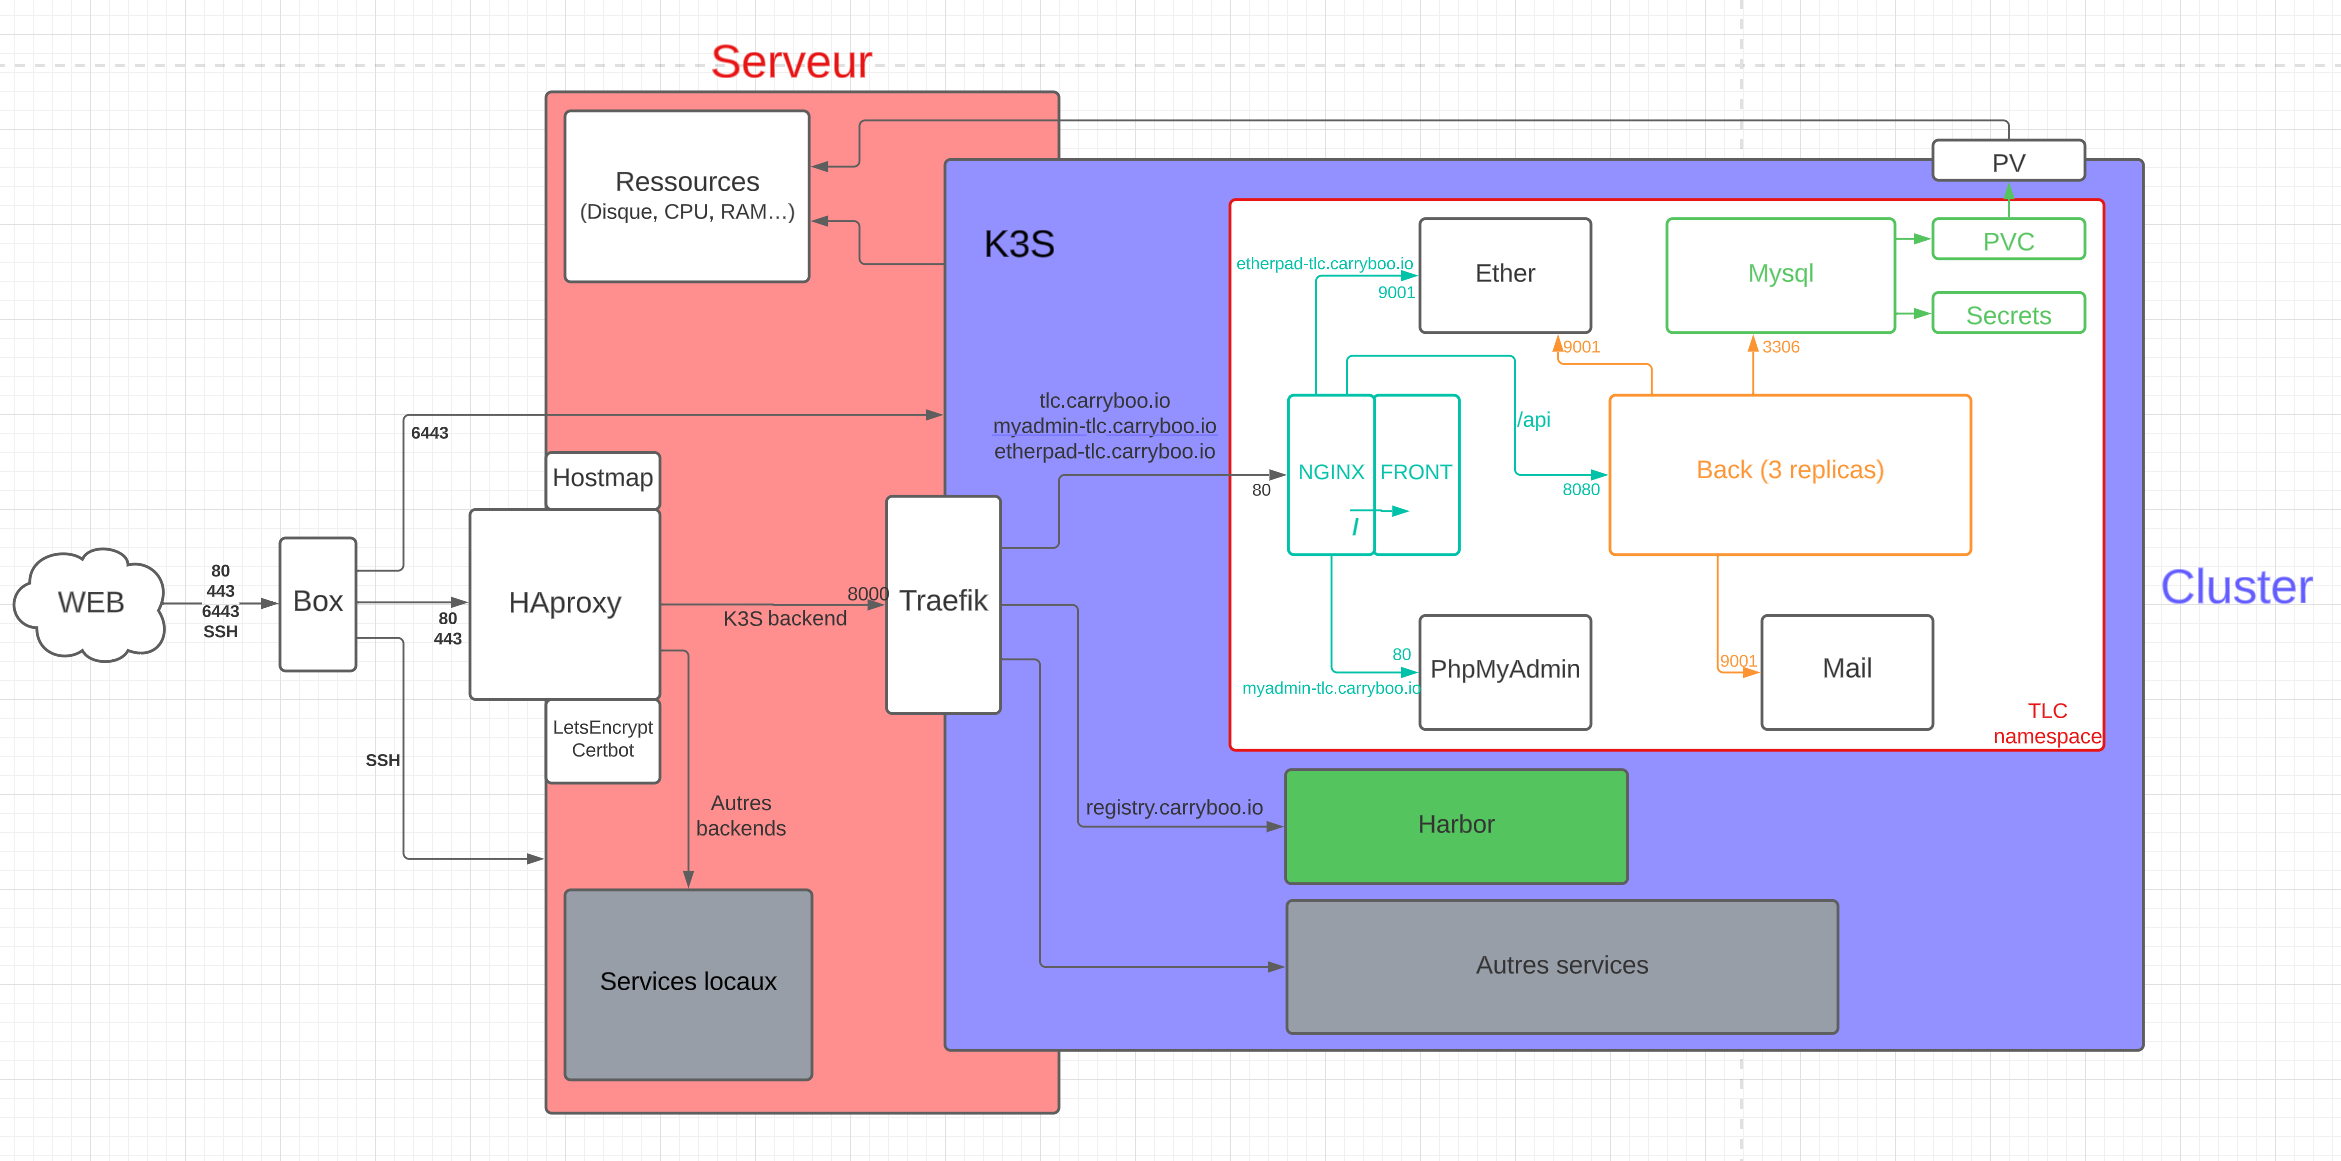 Serveur
Ressources
(Disque, CPU, RAM...)
PV
K3S
etherpad-tlc.carryboo.io
9001
Ether
Mysql
PVC
Secrets
9001
3306
6443
tlc.carryboo.io
myadmin-tlc.carryboo.io
etherpad-tlc.carryboo.io
80
NGINX
FRONT
/
/api
8080
Back (3 replicas)
Hostmap
WEB
80
443
6443
SSH
Box
80
443
HAproxy
K3S backend
8000
Traefik
Cluster
80
myadmin-tlc.carryboo.io
PhpMyAdmin
9001
Mail
TLC
namespace
LetsEncrypt
Certbot
SSH
Autres
backends
registry.carryboo.io
Harbor
Services locaux
Autres services